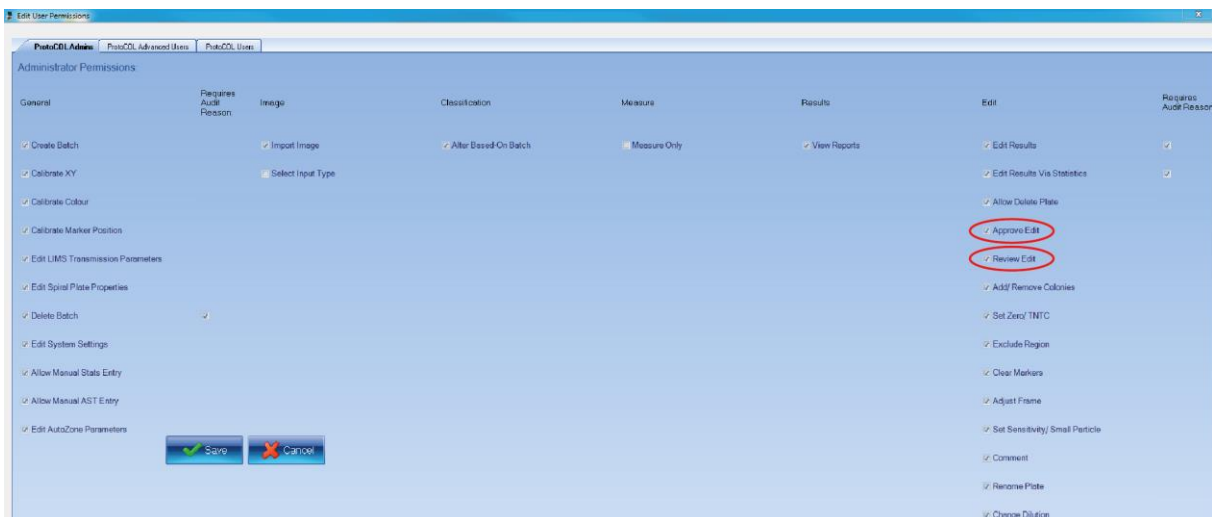 Edit User Permissions
ProtoCOL Admins ProtoCOL Advanced Users ProtoCOL Users
Administrator Permissions:
General Requires Audit Reason Image Classification Measure Results Edit Requires Audit Reason
Create Batch Import Image Alter Based-On Batch Measure Only View Reports Edit Results
Calibrate XY Select Input Type Edit Results Via Statistics
Calibrate Colour Allow Delete Plate
Calibrate Marker Position Approve Edit
Edit LIMS Transmission Parameters Review Edit
Edit Spiral Plate Properties Add/ Remove Colonies
Delete Batch Set Zero/ TNTC
Edit System Settings Exclude Region
Allow Manual Stats Entry Clear Markers
Allow Manual AST Entry Adjust Frame
Edit AutoZone Parameters Set Sensitivity/ Small Particle
Save Cancel
Comment
Rename Plate
Change Dilution